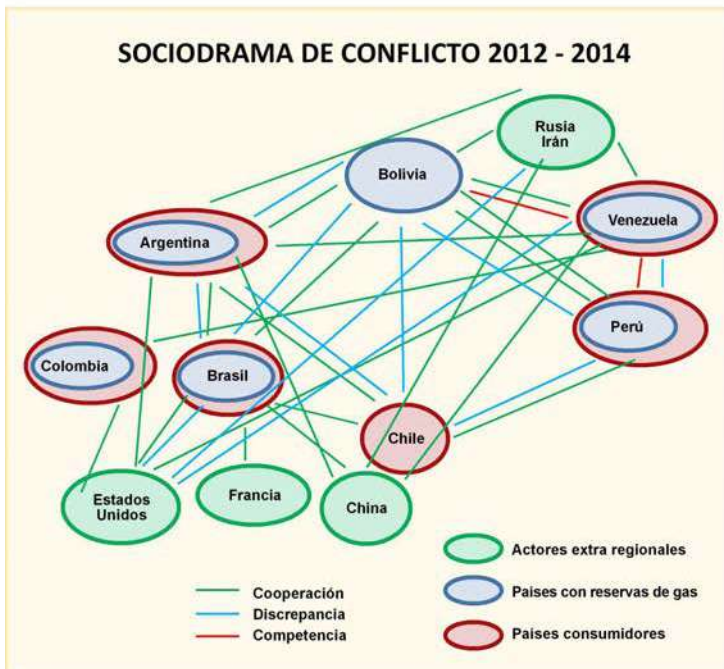 SOCIODRAMA DE CONFLICTO 2012 - 2014
Rusia
Irán
Bolivia
Venezuela
Argentina
Perú
Colombia
Brasil
Chile
Estados
Unidos
Francia
China
Actores extra regionales
Cooperación
Discrepancia
Competencia
Paises con reservas de gas
Paises consumidores